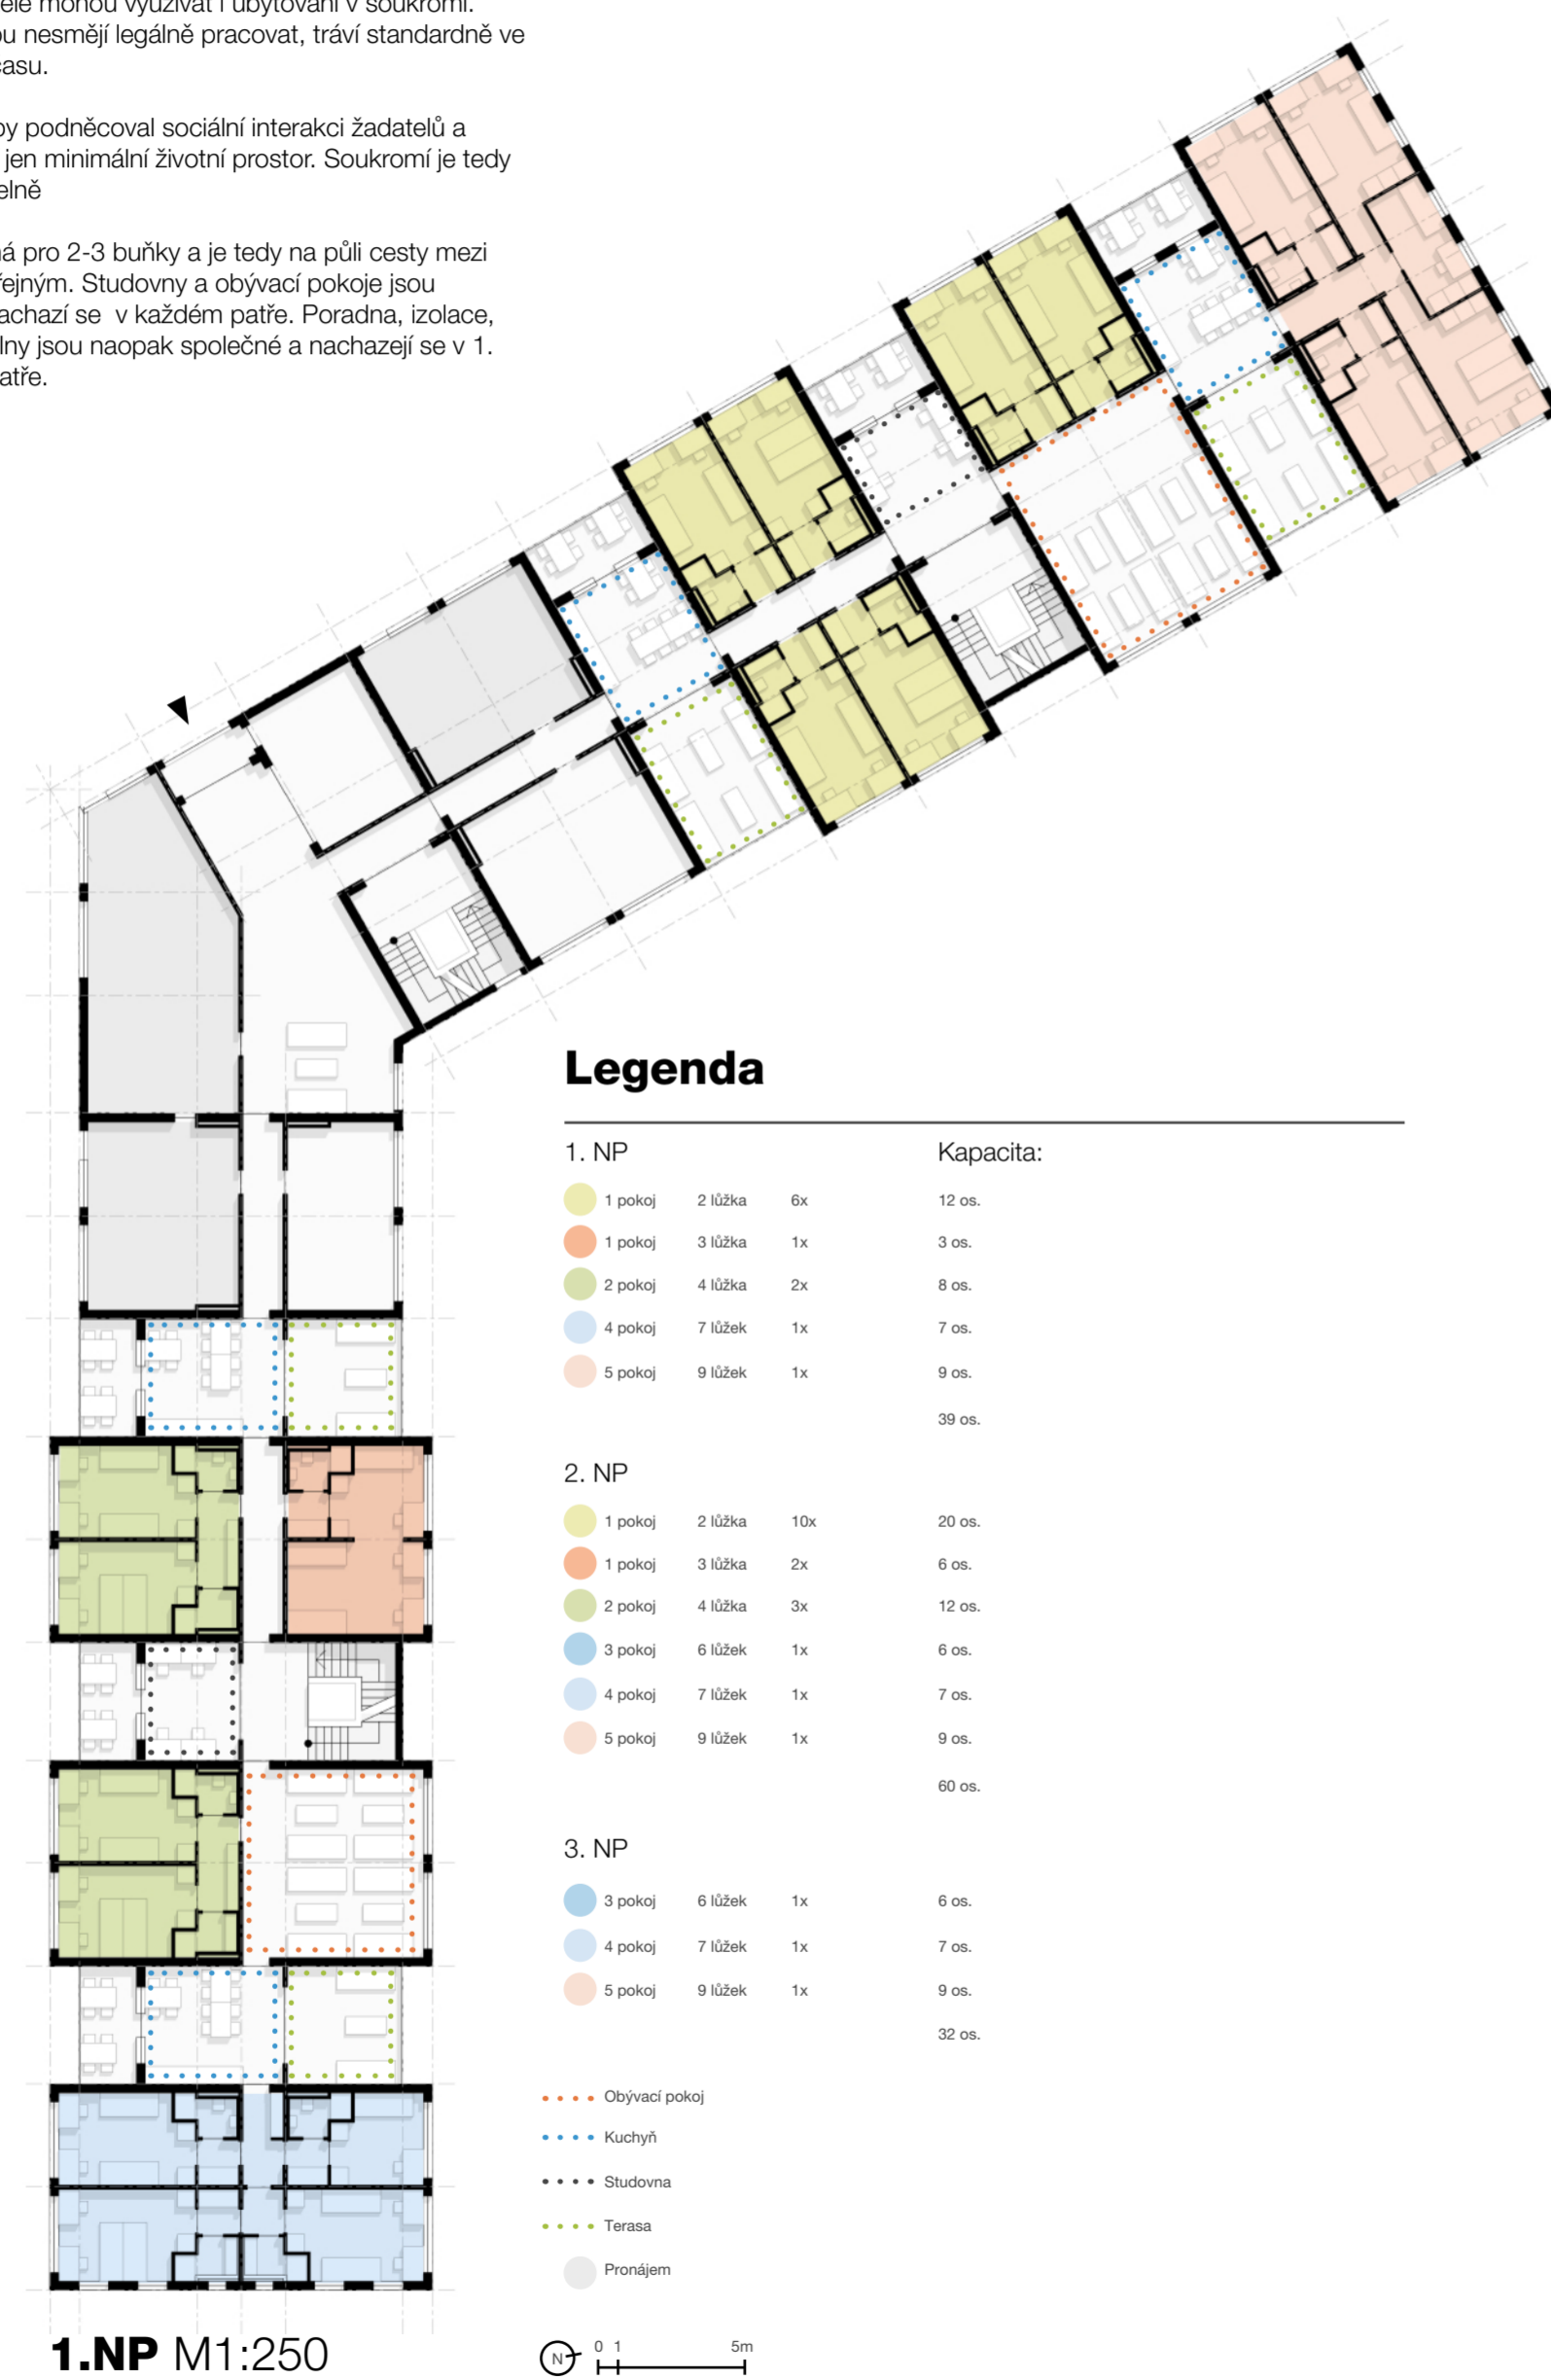 ele mohou využívat i ubytování v soukromí.
ou nesmějí legálně pracovat, tráví standardně ve
času.
by podněcoval sociální interakci žadatelů a
jen minimální životní prostor. Soukromí je tedy
elně
ná pro 2-3 buňky a je tedy na půli cesty mezi
řejným. Studovny a obývací pokoje jsou
achazí se v každém patře. Poradna, izolace,
lny jsou naopak společné a nachazejí se v 1.
atře.
Legenda
1. NP Kapacita:
1 pokoj 2 lůžka 6x 12 os.
1 pokoj 3 lůžka 1x 3 os.
2 pokoj 4 lůžka 2x 8 os.
4 pokoj 7 lůžek 1x 7 os.
5 pokoj 9 lůžek 1x 9 os.
39 os.
2. NP
1 pokoj 2 lůžka 10x 20 os.
1 pokoj 3 lůžka 2x 6 os.
2 pokoj 4 lůžka 3x 12 os.
3 pokoj 6 lůžek 1x 6 os.
4 pokoj 7 lůžek 1x 7 os.
5 pokoj 9 lůžek 1x 9 os.
60 os.
3. NP
3 pokoj 6 lůžek 1x 6 os.
4 pokoj 7 lůžek 1x 7 os.
5 pokoj 9 lůžek 1x 9 os.
32 os.
Obývací pokoj
Kuchyň
Studovna
Terasa
Pronájem
1.NP M1:250
N 0 1 5m